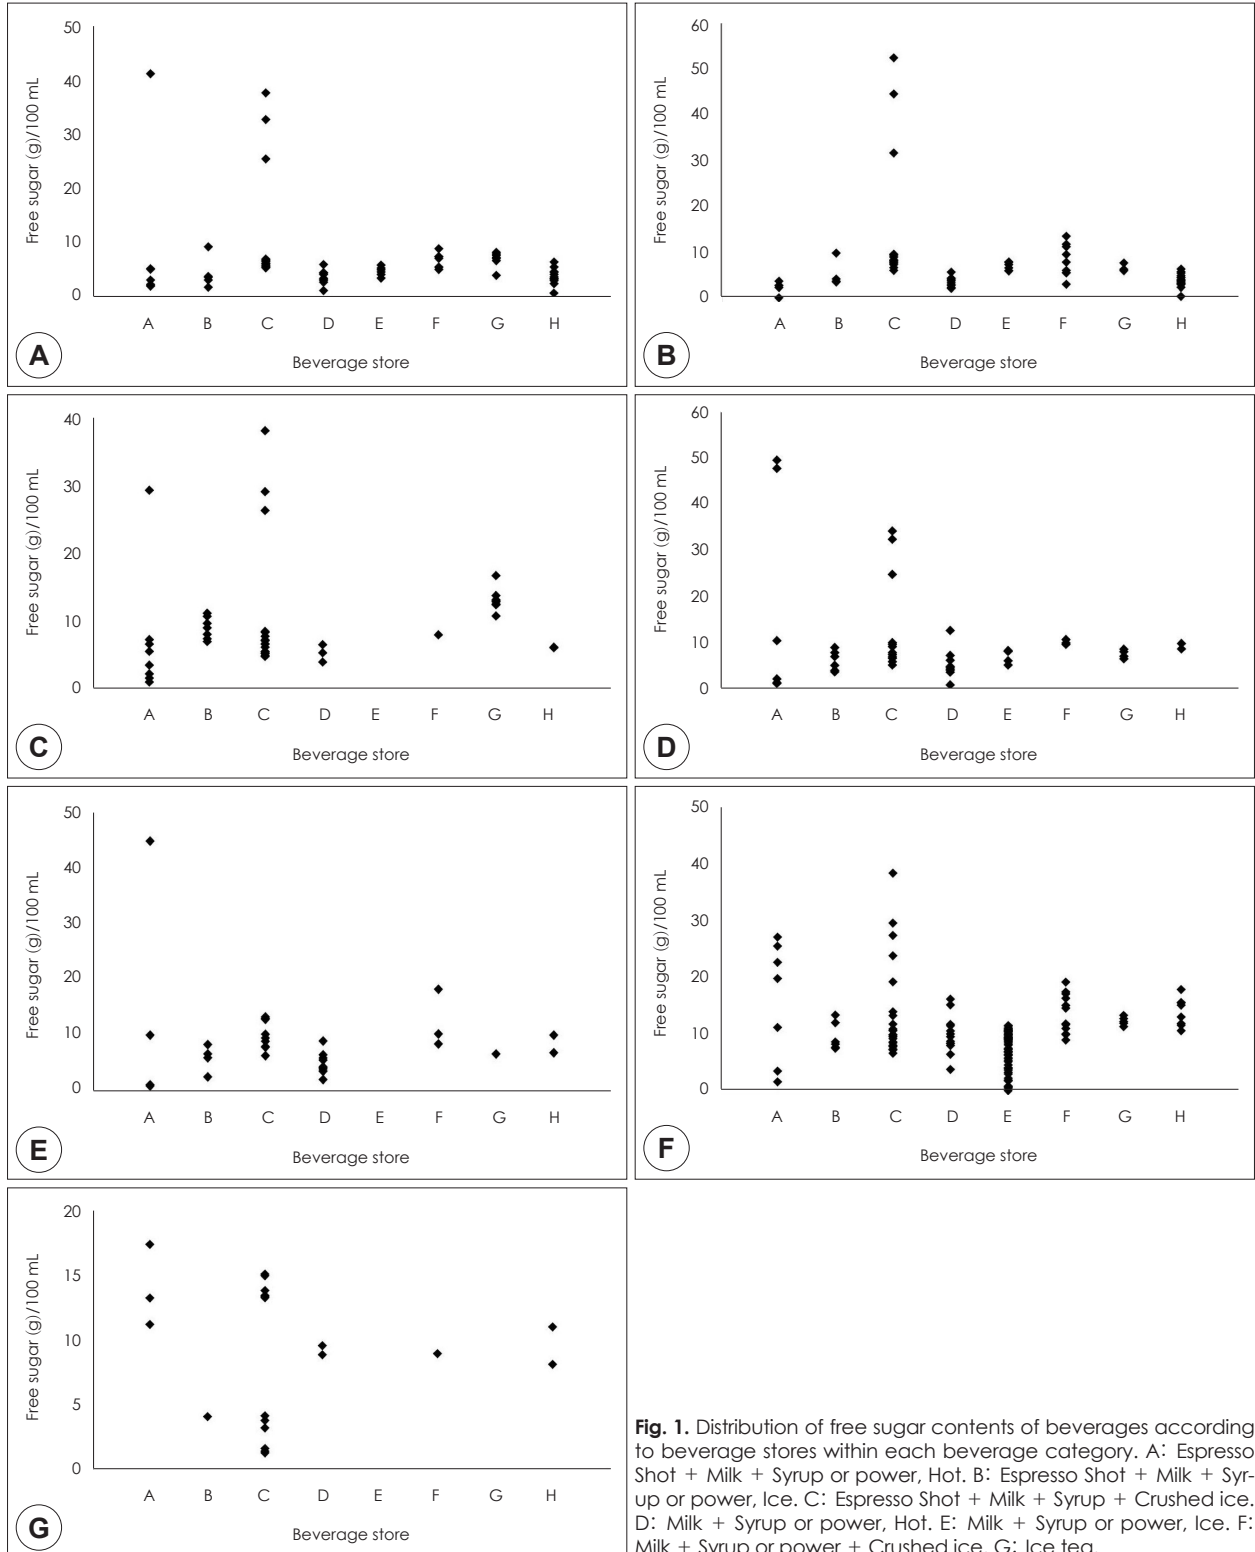 50
40
30
20
10
0
Free sugar (g)/100 mL
A B C D E F G H
Beverage store
A
60
50
40
30
20
10
0
Free sugar (g)/100 mL
A B C D E F G H
Beverage store
B
40
30
20
10
0
Free sugar (g)/100 mL
A B C D E F G H
Beverage store
C
60
50
40
30
20
10
0
Free sugar (g)/100 mL
A B C D E F G H
Beverage store
D
50
40
30
20
10
0
Free sugar (g)/100 mL
A B C D E F G H
Beverage store
E
50
40
30
20
10
0
Free sugar (g)/100 mL
A B C D E F G H
Beverage store
F
20
15
10
5
0
Free sugar (g)/100 mL
A B C D E F G H
Beverage store
G
Fig. 1. Distribution of free sugar contents of beverages according
to beverage stores within each beverage category. A: Espresso
Shot + Milk + Syrup or power, Hot. B: Espresso Shot + Milk + Syr-
up or power, Ice. C: Espresso Shot + Milk + Syrup + Crushed ice.
D: Milk + Syrup or power, Hot. E: Milk + Syrup or power, Ice. F:
Milk + Syrup or power + Crushed ice. G: Ice tea.